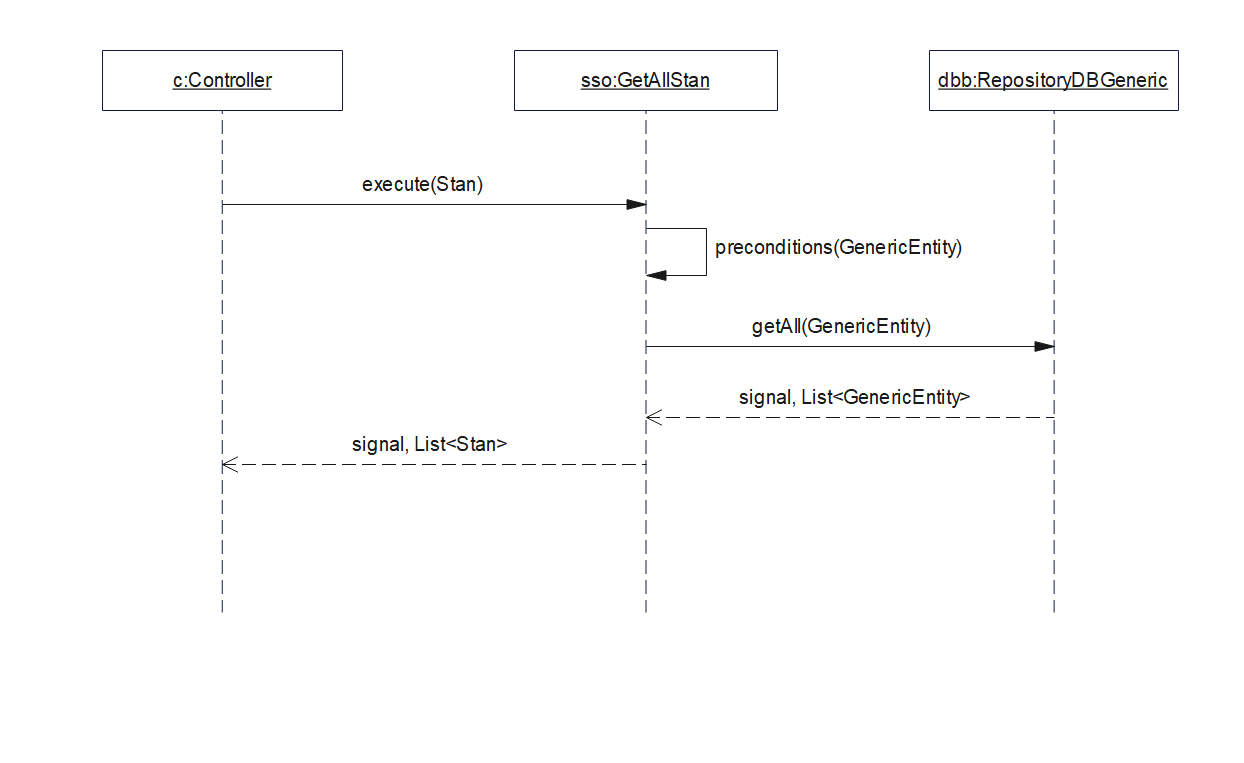 c:Controller
sso:GetAllStan
dbb:RepositoryDBGeneric
execute(Stan)
preconditions(GenericEntity)
getAll(GenericEntity)
signal, List<GenericEntity>
signal, List<Stan>